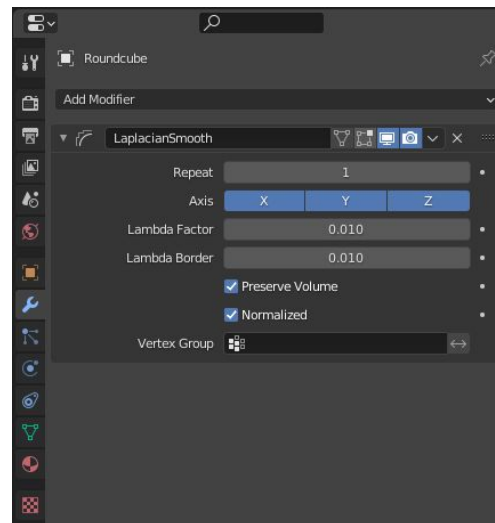 Roundcube
Add Modifier
LaplacianSmooth
Repeat 1
Axis X Y Z
Lambda Factor 0.010
Lambda Border 0.010
Preserve Volume
Normalized
Vertex Group